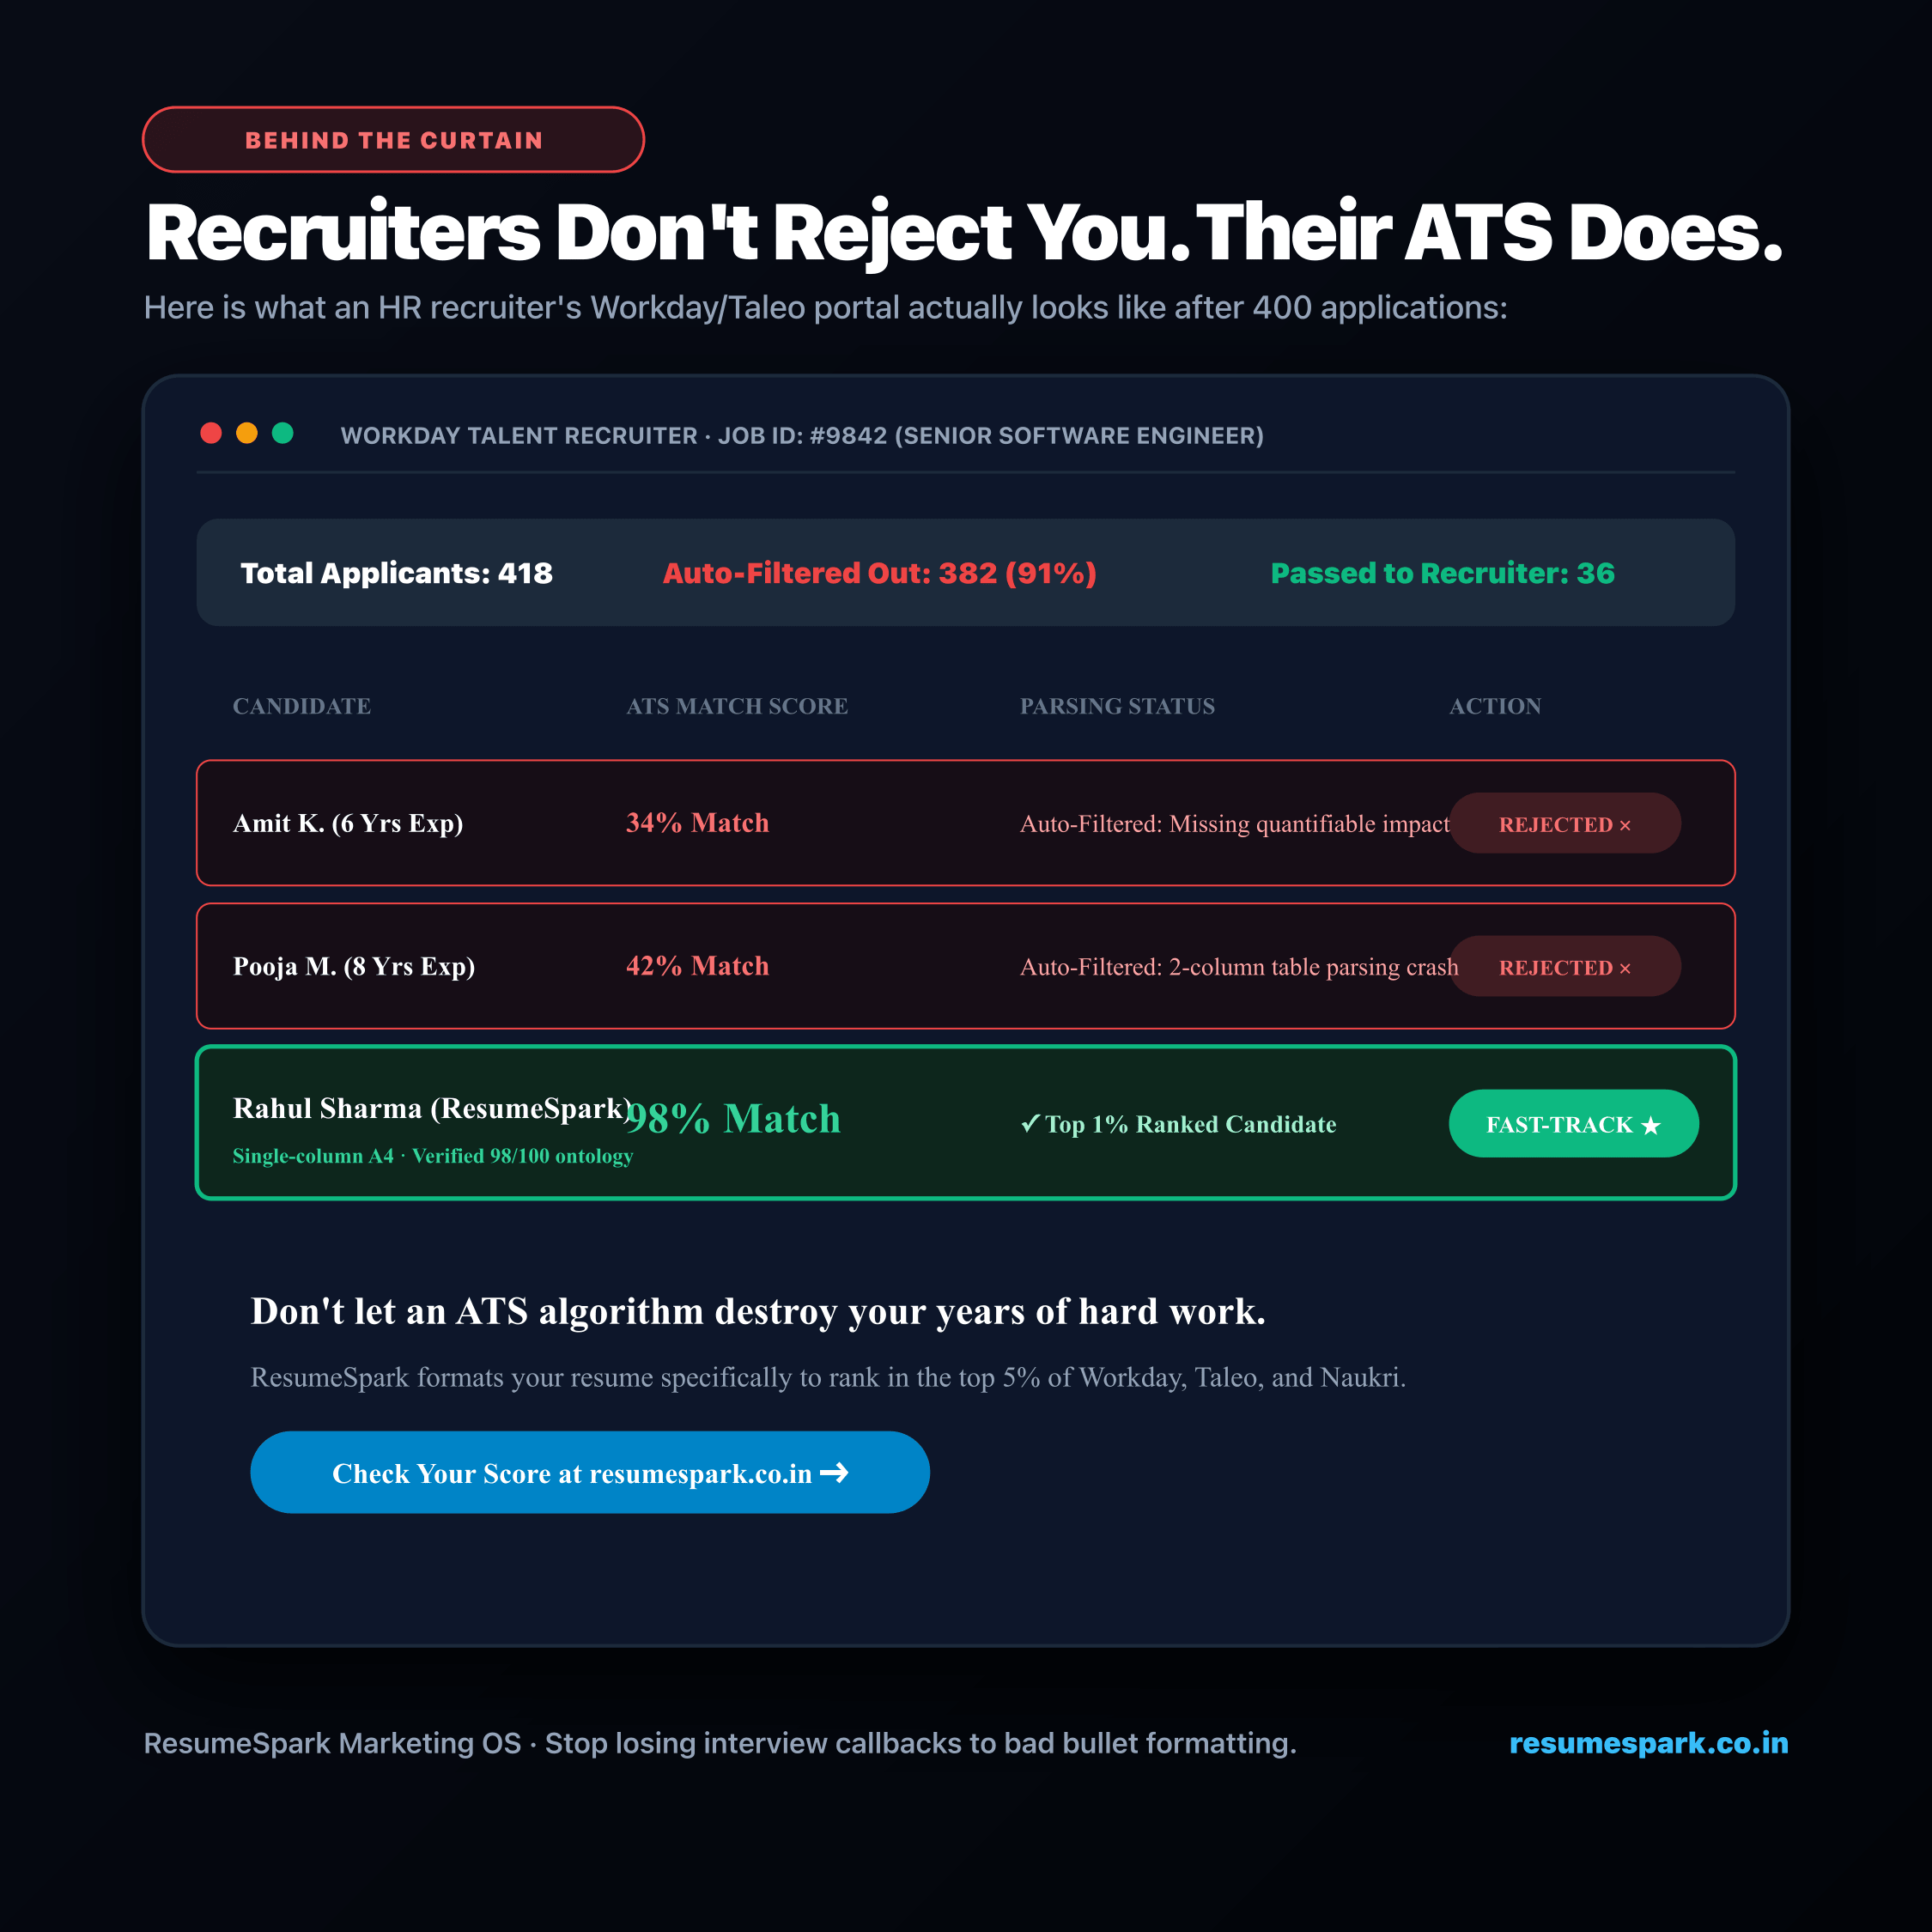 BEHIND THE CURTAIN
Recruiters Don't Reject You.Their ATS Does.
Here is what an HR recruiter's Workday/Taleo portal actually looks like after 400 applications:
WORKDAY TALENT RECRUITER · JOB ID: #9842 (SENIOR SOFTWARE ENGINEER)
Total Applicants: 418 Auto-Filtered Out: 382 (91%) Passed to Recruiter: 36
CANDIDATE ATS MATCH SCORE PARSING STATUS ACTION
Amit K. (6 Yrs Exp) 34% Match Auto-Filtered: Missing quantifiable impact REJECTED ×
Pooja M. (8 Yrs Exp) 42% Match Auto-Filtered: 2-column table parsing crash REJECTED ×
Rahul Sharma (ResumeSpark) 98% Match ✓ Top 1% Ranked Candidate FAST-TRACK ★
Single-column A4 · Verified 98/100 ontology
Don't let an ATS algorithm destroy your years of hard work.
ResumeSpark formats your resume specifically to rank in the top 5% of Workday, Taleo, and Naukri.
Check Your Score at resumespark.co.in →
ResumeSpark Marketing OS · Stop losing interview callbacks to bad bullet formatting. resumespark.co.in